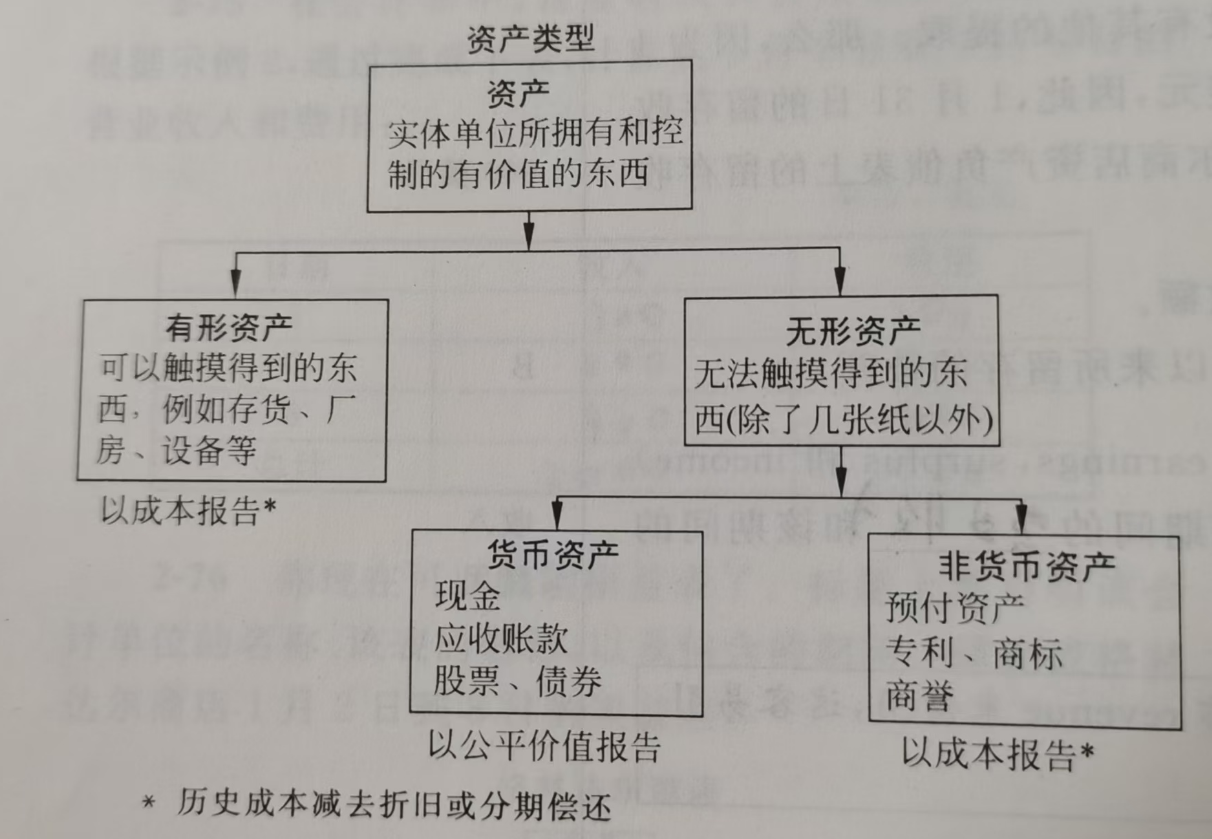 资产类型
资产
实体单位所拥有和控
制的有价值的东西
有形资产
可以触摸得到的东
西，例如存货、厂
房、设备等
以成本报告*
无形资产
无法触摸得到的东
西(除了几张纸以外)
货币资产
现金
应收账款
股票、债券
以公平价值报告
非货币资产
预付资产
专利、商标
商誉
以成本报告*
* 历史成本减去折旧或分期偿还